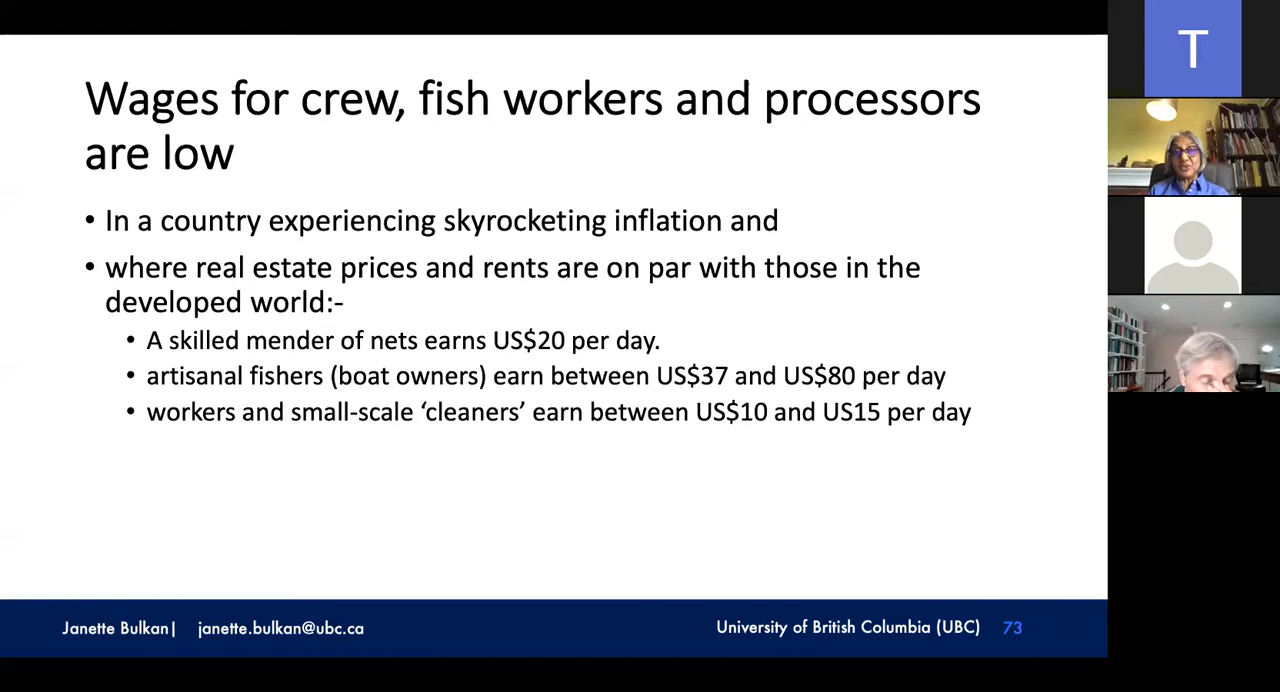 Wages for crew, fish workers and processors
are low
• In a country experiencing skyrocketing inflation and
• where real estate prices and rents are on par with those in the
developed world:-
• A skilled mender of nets earns US$20 per day.
• artisanal fishers (boat owners) earn between US$37 and US$80 per day
• workers and small-scale ‘cleaners’ earn between US$10 and US15 per day
Janette Bulkan| janette.bulkan@ubc.ca
University of British Columbia (UBC) 73
T